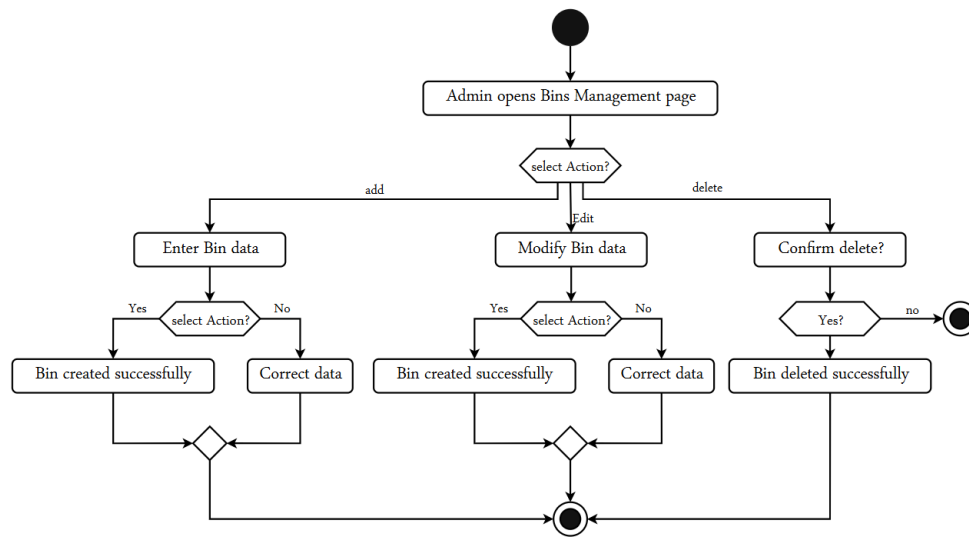 Admin opens Bins Management page
select Action?
add
delete
Edit
Enter Bin data
Modify Bin data
Confirm delete?
Yes
select Action?
No
Yes
select Action?
No
Yes?
no
Bin created successfully
Correct data
Bin created successfully
Correct data
Bin deleted successfully